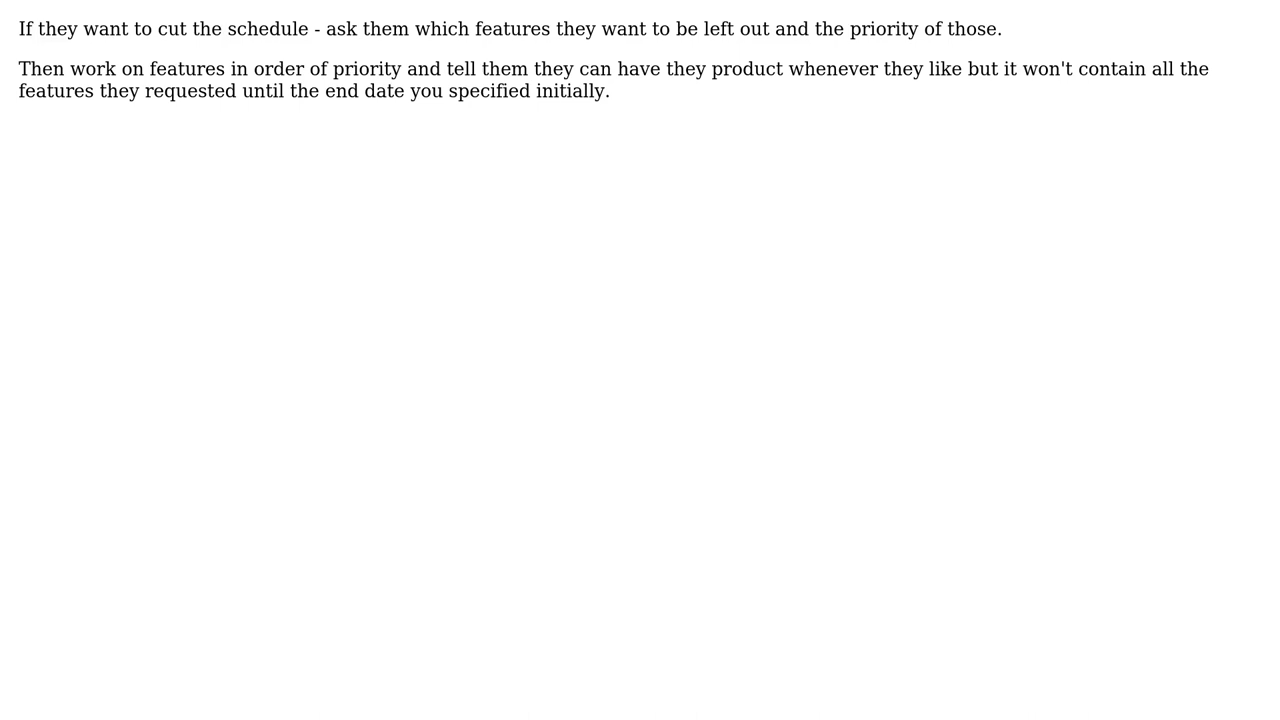 If they want to cut the schedule - ask them which features they want to be left out and the priority of those.
Then work on features in order of priority and tell them they can have they product whenever they like but it won't contain all the
features they requested until the end date you specified initially.